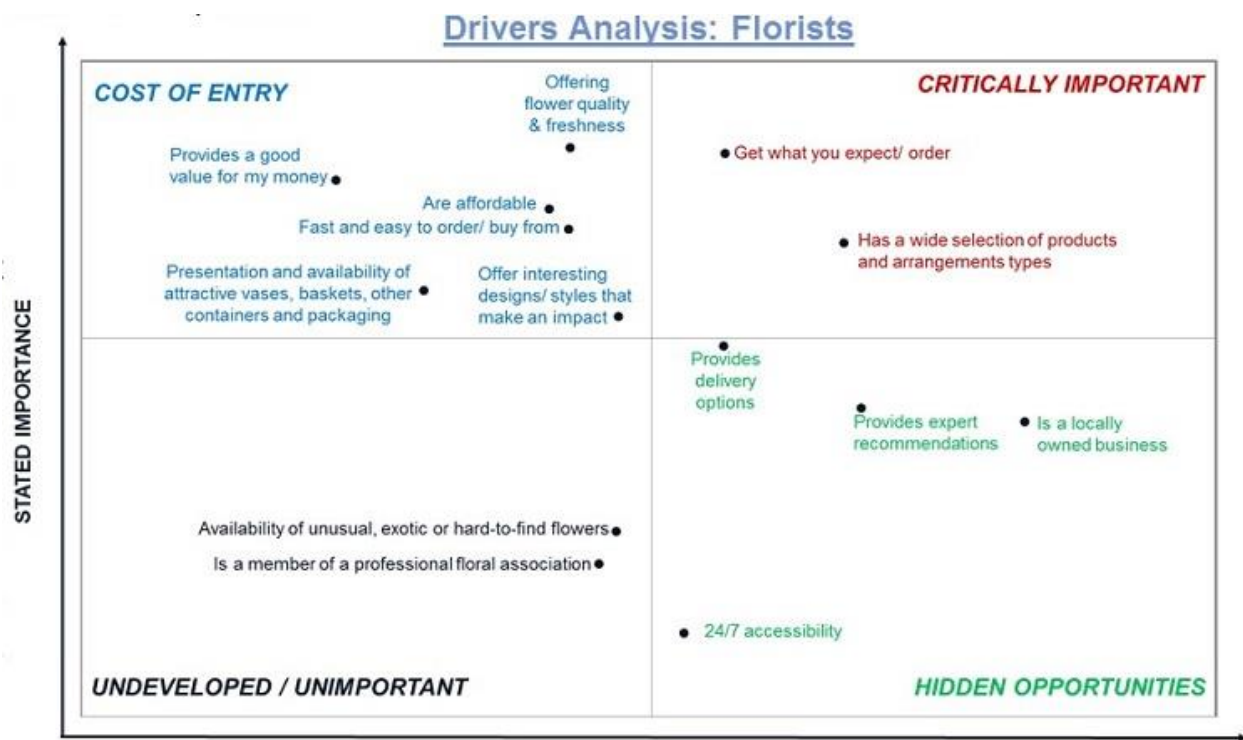 Drivers Analysis: Florists
COST OF ENTRY
Offering
flower quality
& freshness
CRITICALLY IMPORTANT
Provides a good
value for my money
Get what you expect/ order
Are affordable
Fast and easy to order/ buy from
Has a wide selection of products
and arrangements types
Presentation and availability of
attractive vases, baskets, other
containers and packaging
Offer interesting
designs/ styles that
make an impact
STATED IMPORTANCE
Provides
delivery
options
Provides expert
recommendations
Is a locally
owned business
Availability of unusual, exotic or hard-to-find flowers
Is a member of a professional floral association
24/7 accessibility
UNDEVELOPED / UNIMPORTANT
HIDDEN OPPORTUNITIES